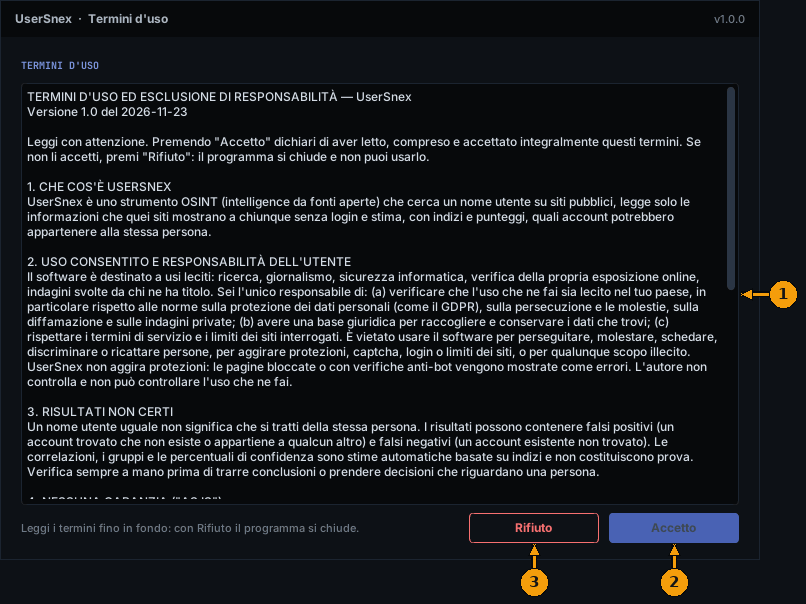 UserSnex · Termini d'uso
v1.0.0
TERMINI D'USO
TERMINI D'USO ED ESCLUSIONE DI RESPONSABILITÀ — UserSnex
Versione 1.0 del 2026-11-23
Leggi con attenzione. Premendo "Accetto" dichiari di aver letto, compreso e accettato integralmente questi termini. Se
non li accetti, premi "Rifiuto": il programma si chiude e non puoi usarlo.
1. CHE COS'È USERSNEX
UserSnex è uno strumento OSINT (intelligence da fonti aperte) che cerca un nome utente su siti pubblici, legge solo le
informazioni che quei siti mostrano a chiunque senza login e stima, con indizi e punteggi, quali account potrebbero
appartenere alla stessa persona.
2. USO CONSENTITO E RESPONSABILITÀ DELL'UTENTE
Il software è destinato a usi leciti: ricerca, giornalismo, sicurezza informatica, verifica della propria esposizione online,
indagini svolte da chi ne ha titolo. Sei l'unico responsabile di: (a) verificare che l'uso che ne fai sia lecito nel tuo paese, in
particolare rispetto alle norme sulla protezione dei dati personali (come il GDPR), sulla persecuzione e le molestie, sulla
diffamazione e sulle indagini private; (b) avere una base giuridica per raccogliere e conservare i dati che trovi; (c)
rispettare i termini di servizio e i limiti dei siti interrogati. È vietato usare il software per perseguitare, molestare, schedare,
discriminare o ricattare persone, per aggirare protezioni, captcha, login o limiti dei siti, o per qualunque scopo illecito.
UserSnex non aggira protezioni: le pagine bloccate o con verifiche anti-bot vengono mostrate come errori. L'autore non
controlla e non può controllare l'uso che ne fai.
3. RISULTATI NON CERTI
Un nome utente uguale non significa che si tratti della stessa persona. I risultati possono contenere falsi positivi (un
account trovato che non esiste o appartiene a qualcun altro) e falsi negativi (un account esistente non trovato). Le
correlazioni, i gruppi e le percentuali di confidenza sono stime automatiche basate su indizi e non costituiscono prova.
Verifica sempre a mano prima di trarre conclusioni o prendere decisioni che riguardano una persona.
4. NESSUNA GARANZIA ("AS IS")
1
Leggi i termini fino in fondo: con Rifiuto il programma si chiude.
Rifiuto
Accetto
3
2